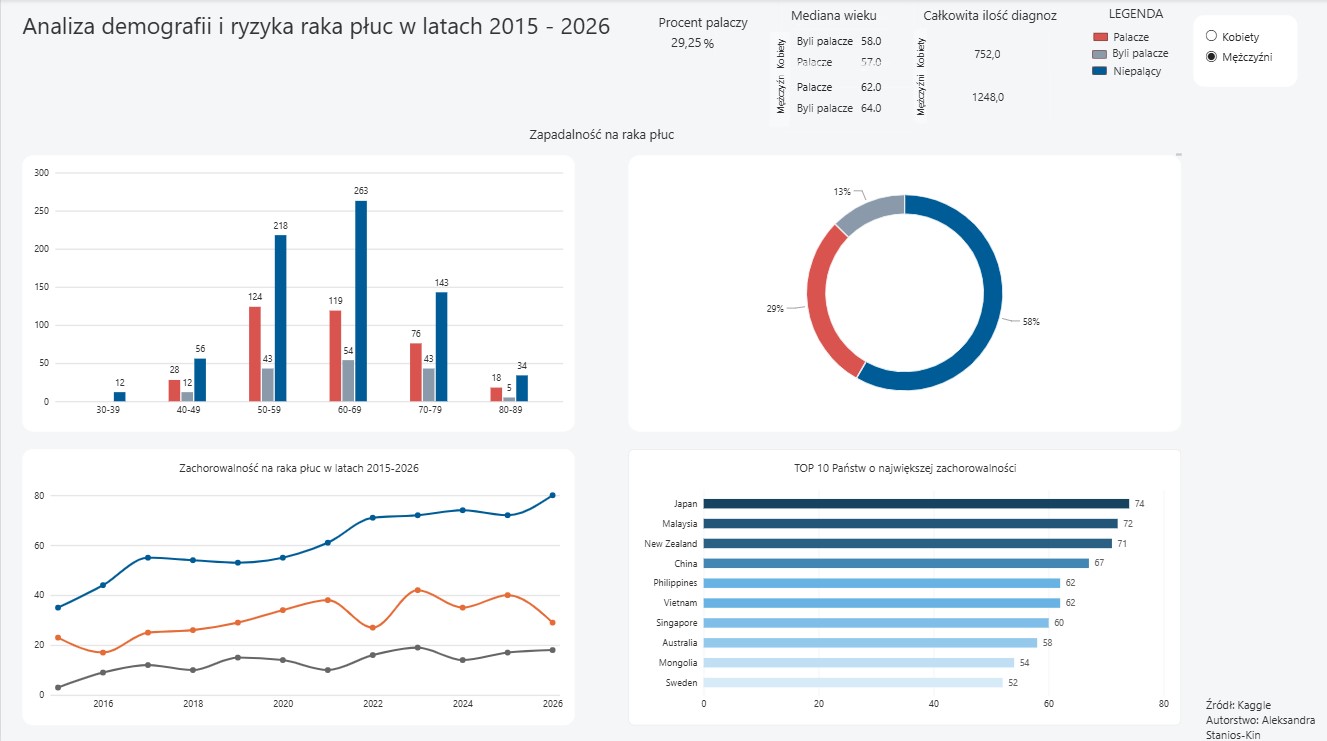 Analiza demografii i ryzyka raka płuc w latach 2015 - 2026
Procent palaczy
29,25 %
Mediana wieku
Kobiety
Byli palacze 58.0
Palacze 57.0
Mężczyźn
Palacze 62.0
Byli palacze 64.0
Całkowita ilość diagnoz
Kobiety
752,0
Mężczyźni
1248,0
LEGENDA
Palacze
Byli palacze
Niepalący
Kobiety
Mężczyźni
Zapadalność na raka płuc
300
250
200
150
100
50
0
12
28
12
56
124
43
218
119
54
263
76
43
143
18
5
34
30-39 40-49 50-59 60-69 70-79 80-89
13%
29%
58%
Zachorowalność na raka płuc w latach 2015-2026
80
60
40
20
0
2016 2018 2020 2022 2024 2026
TOP 10 Państw o największej zachorowalności
Japan 74
Malaysia 72
New Zealand 71
China 67
Philippines 62
Vietnam 62
Singapore 60
Australia 58
Mongolia 54
Sweden 52
0 20 40 60 80
Źródł: Kaggle
Autorstwo: Aleksandra
Stanios-Kin